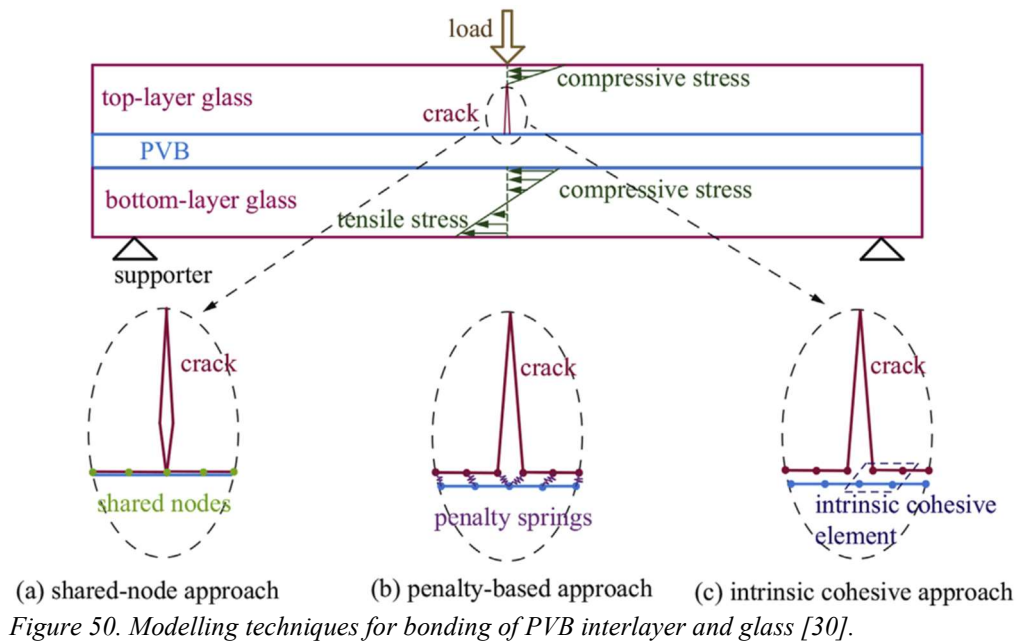 load
compressive stress
top-layer glass
crack
PVB
bottom-layer glass
compressive stress
tensile stress
supporter
crack
crack
crack
shared nodes
penalty springs
intrinsic cohesive
element
(a) shared-node approach
(b) penalty-based approach
(c) intrinsic cohesive approach
Figure 50. Modelling techniques for bonding of PVB interlayer and glass [30].